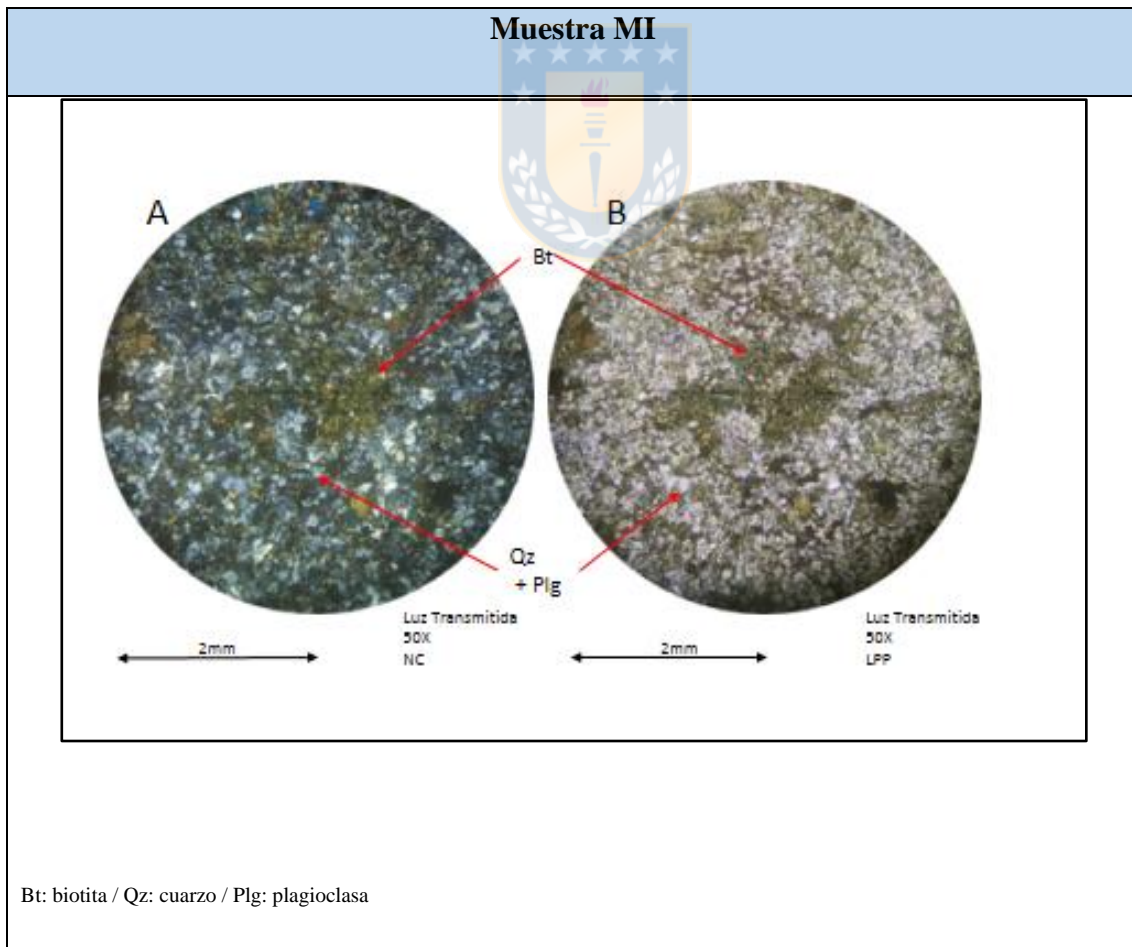 Muestra MI
A
B
Bt
Qz
+ Plg
Luz Transmitida
50X
NC
2mm
Luz Transmitida
50X
LPP
2mm
Bt: biotita / Qz: cuarzo / Plg: plagioclasa